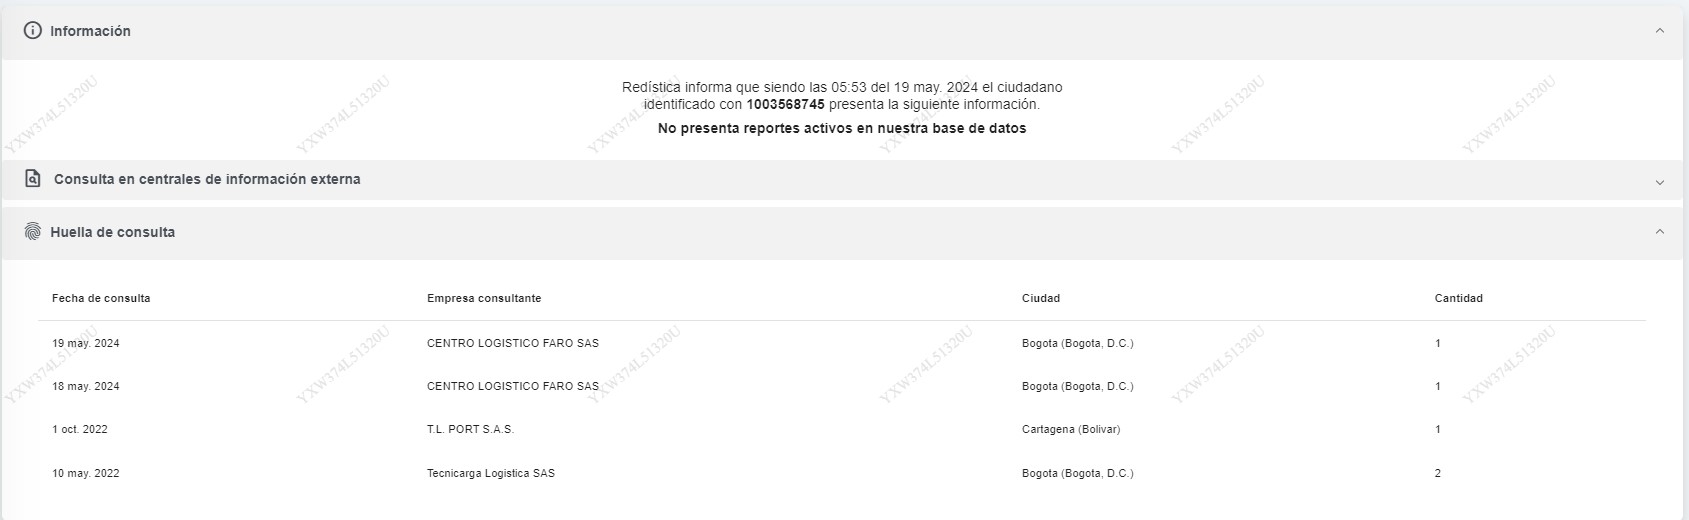 Información
Redística informa que siendo las 05:53 del 19 may. 2024 el ciudadano
identificado con 1003568745 presenta la siguiente información.
No presenta reportes activos en nuestra base de datos
YXW374L51320U YXW374L51320U YXW374L51320U YXW374L51320U YXW374L51320U YXW374L51320U
Consulta en centrales de información externa
Huella de consulta
Fecha de consulta Empresa consultante Ciudad Cantidad
19 may. 2024 CENTRO LOGISTICO FARO SAS Bogota (Bogota, D.C.) 1
18 may. 2024 CENTRO LOGISTICO FARO SAS Bogota (Bogota, D.C.) 1
YXW374L51320U YXW374L51320U YXW374L51320U YXW374L51320U YXW374L51320U YXW374L51320U
1 oct. 2022 T.L. PORT S.A.S. Cartagena (Bolivar) 1
10 may. 2022 Tecnicarga Logistica SAS Bogota (Bogota, D.C.) 2